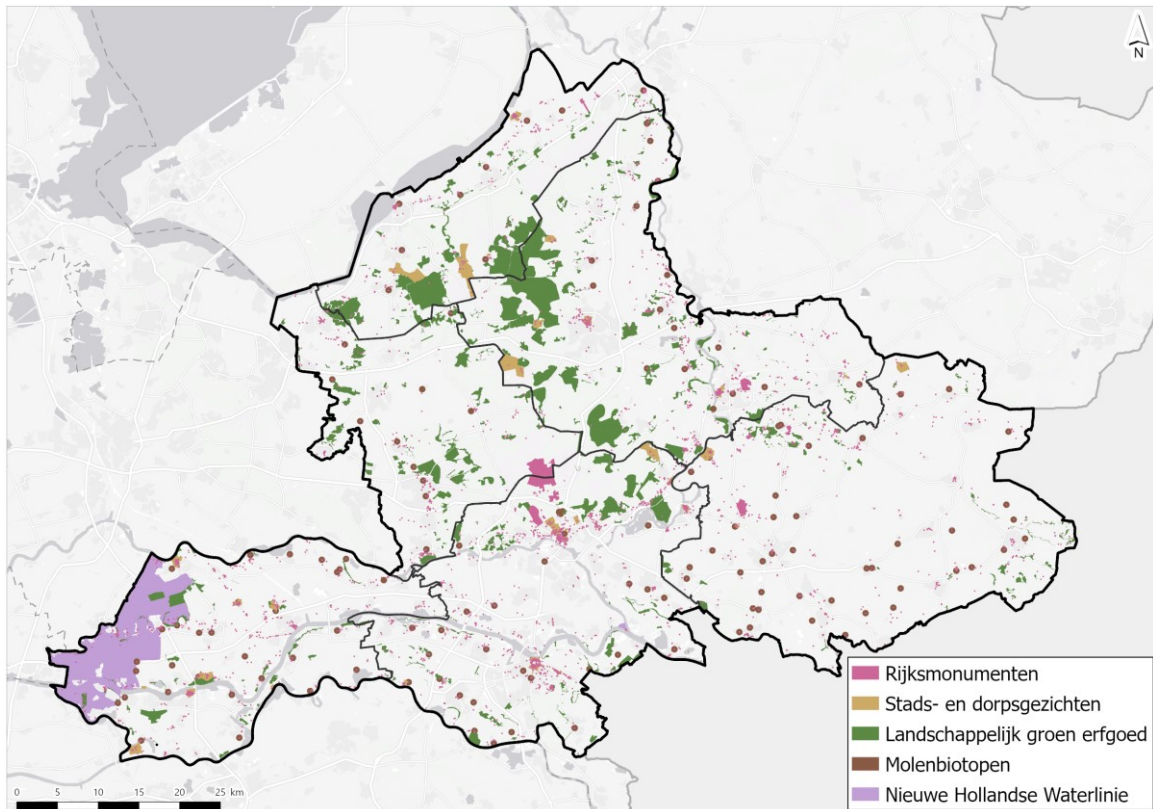 N
Rijksmonumenten
Stads- en dorpsgezichten
Landschappelijk groen erfgoed
Molenbiotopen
Nieuwe Hollandse Waterlinie
0 5 10 15 20 25 km